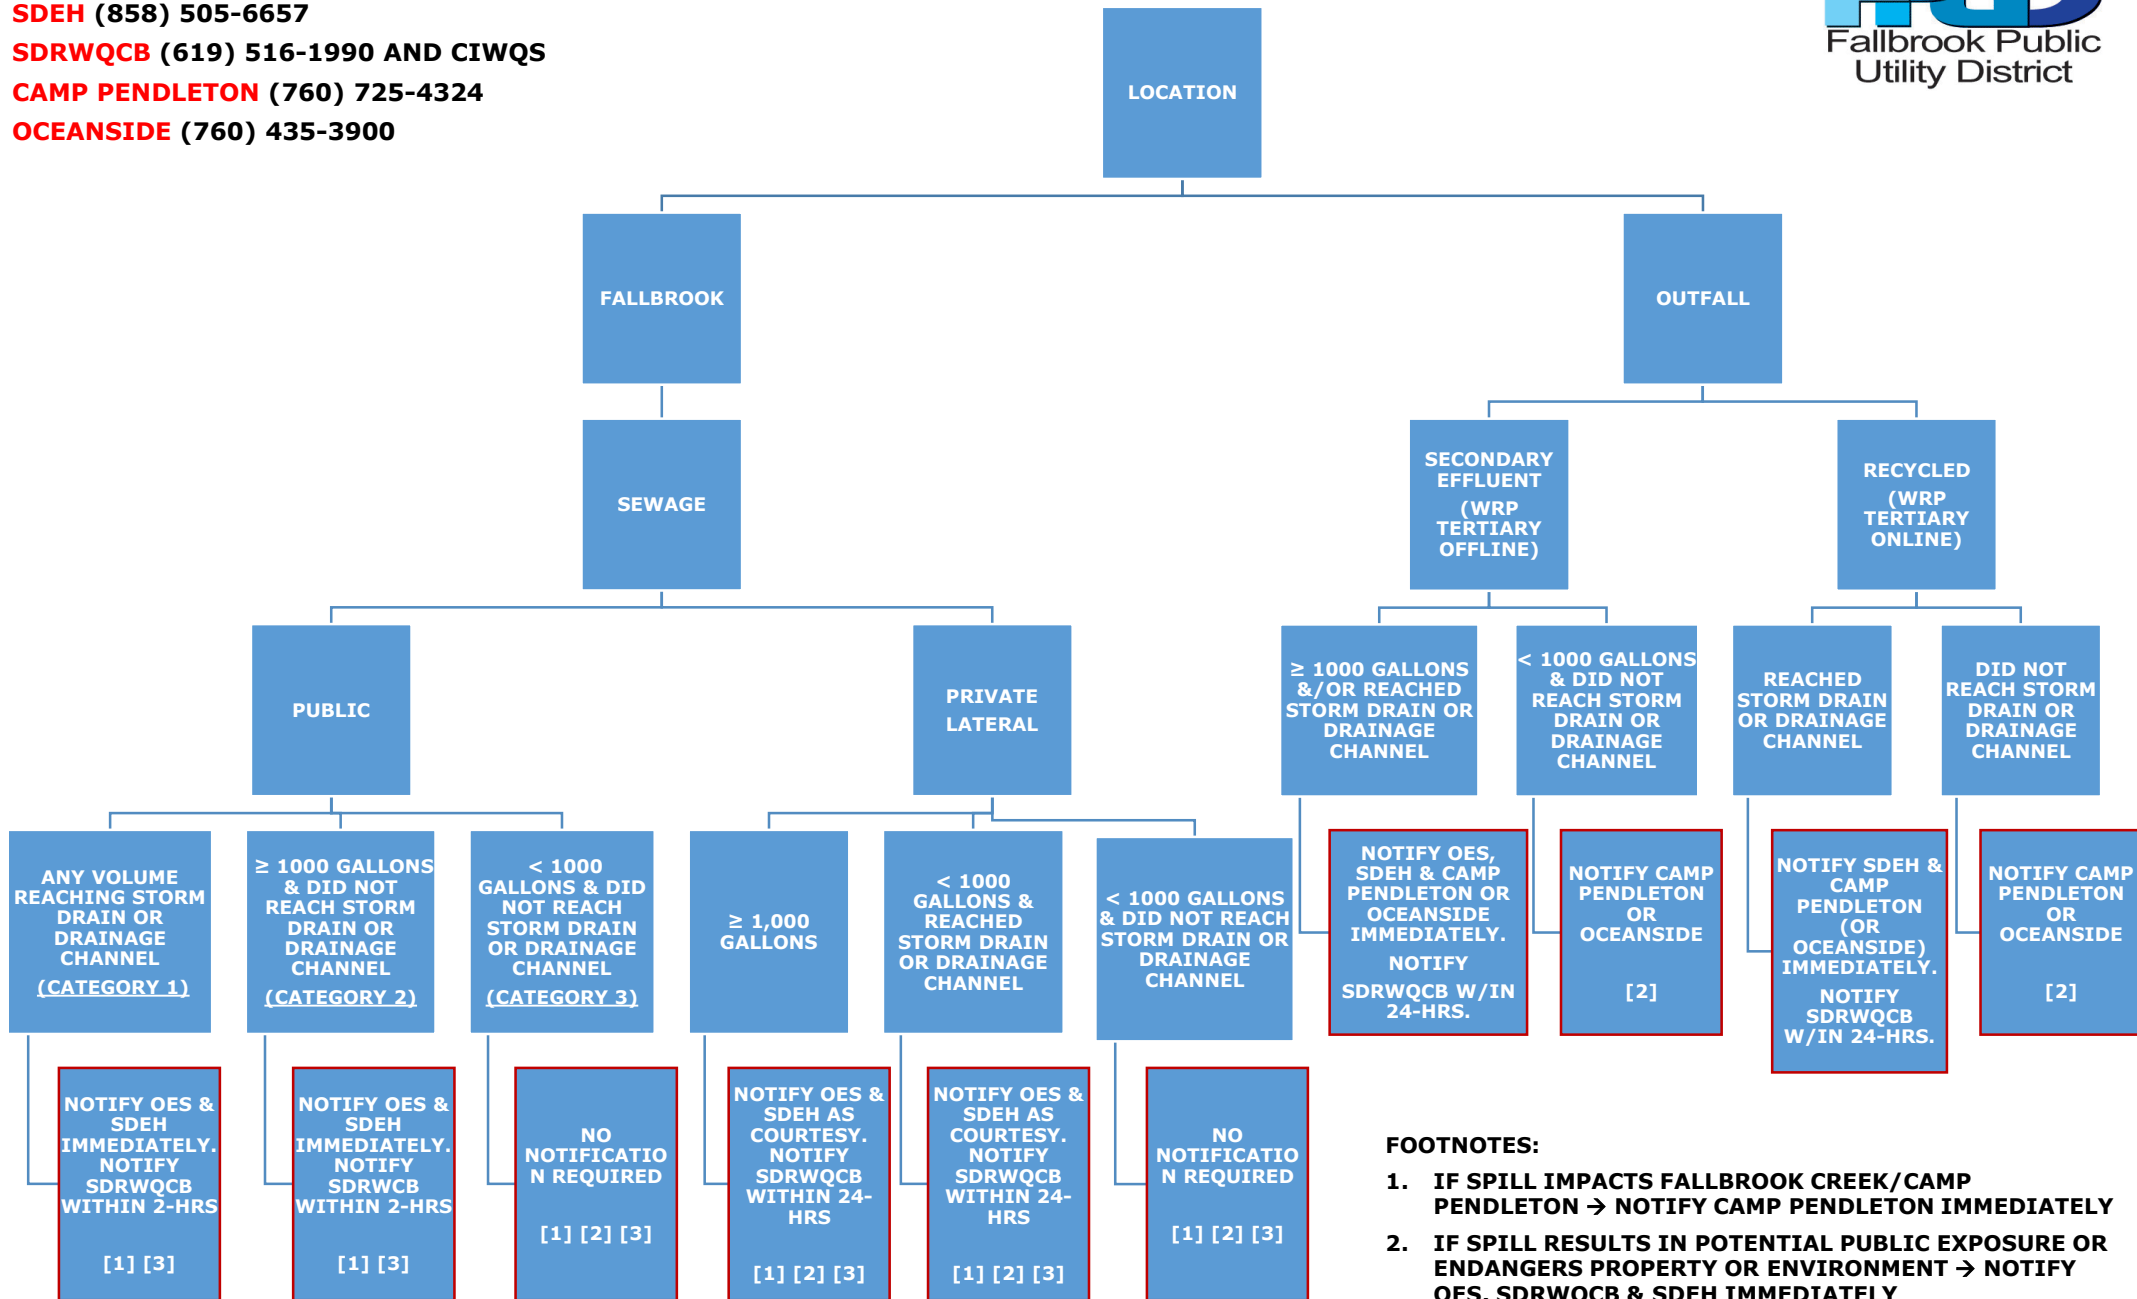 SDEH (858) 505-6657
SDRWQCB (619) 516-1990 AND CIWQS
CAMP PENDLETON (760) 725-4324
OCEANSIDE (760) 435-3900
Fallbrook Public
Utility District
LOCATION
FALLBROOK
OUTFALL
SEWAGE
SECONDARY
EFFLUENT
(WRP
TERTIARY
OFFLINE)
RECYCLED
(WRP
TERTIARY
ONLINE)
PUBLIC
PRIVATE
LATERAL
≥ 1000 GALLONS
&/OR REACHED
STORM DRAIN OR
DRAINAGE
CHANNEL
< 1000 GALLONS
& DID NOT
REACH STORM
DRAIN OR
DRAINAGE
CHANNEL
REACHED
STORM DRAIN
OR DRAINAGE
CHANNEL
DID NOT
REACH STORM
DRAIN OR
DRAINAGE
CHANNEL
ANY VOLUME
REACHING STORM
DRAIN OR
DRAINAGE
CHANNEL
(CATEGORY 1)
≥ 1000 GALLONS
& DID NOT
REACH STORM
DRAIN OR
DRAINAGE
CHANNEL
(CATEGORY 2)
< 1000
GALLONS & DID
NOT REACH
STORM DRAIN
OR DRAINAGE
CHANNEL
(CATEGORY 3)
≥ 1,000
GALLONS
< 1000
GALLONS &
REACHED
STORM DRAIN
OR DRAINAGE
CHANNEL
< 1000 GALLONS
& DID NOT REACH
STORM DRAIN OR
DRAINAGE
CHANNEL
NOTIFY OES,
SDEH & CAMP
PENDLETON OR
OCEANSIDE
IMMEDIATELY.
NOTIFY
SDRWQCB W/IN
24-HRS.
NOTIFY CAMP
PENDLETON
OR
OCEANSIDE
[2]
NOTIFY SDEH &
CAMP
PENDLETON
(OR
OCEANSIDE)
IMMEDIATELY.
NOTIFY
SDRWQCB
W/IN 24-HRS.
NOTIFY CAMP
PENDLETON
OR
OCEANSIDE
[2]
NOTIFY OES &
SDEH
IMMEDIATELY.
NOTIFY
SDRWQCB
WITHIN 2-HRS
[1] [3]
NOTIFY OES &
SDEH
IMMEDIATELY.
NOTIFY
SDRWCB
WITHIN 2-HRS
[1] [3]
NO
NOTIFICATIO
N REQUIRED
[1] [2] [3]
NOTIFY OES &
SDEH AS
COURTESY.
NOTIFY
SDRWQCB
WITHIN 24-
HRS
[1] [2] [3]
NOTIFY OES &
SDEH AS
COURTESY.
NOTIFY
SDRWQCB
WITHIN 24-
HRS
[1] [2] [3]
NO
NOTIFICATIO
N REQUIRED
[1] [2] [3]
FOOTNOTES:
1. IF SPILL IMPACTS FALLBROOK CREEK/CAMP
PENDLETON → NOTIFY CAMP PENDLETON IMMEDIATELY
2. IF SPILL RESULTS IN POTENTIAL PUBLIC EXPOSURE OR
ENDANGERS PROPERTY OR ENVIRONMENT → NOTIFY
OES, SDRWQCB & SDEH IMMEDIATELY